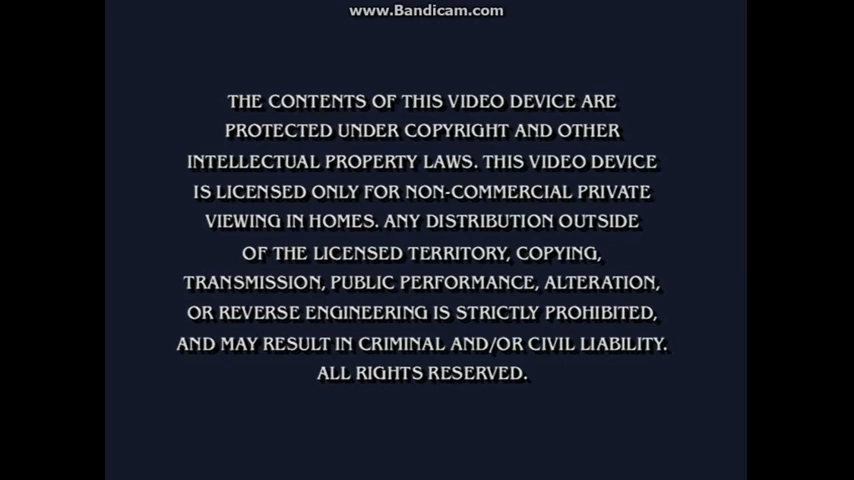 www.Bandicam.com
THE CONTENTS OF THIS VIDEO DEVICE ARE
PROTECTED UNDER COPYRIGHT AND OTHER
INTELLECTUAL PROPERTY LAWS. THIS VIDEO DEVICE
IS LICENSED ONLY FOR NON-COMMERCIAL PRIVATE
VIEWING IN HOMES. ANY DISTRIBUTION OUTSIDE
OF THE LICENSED TERRITORY, COPYING,
TRANSMISSION, PUBLIC PERFORMANCE, ALTERATION,
OR REVERSE ENGINEERING IS STRICTLY PROHIBITED,
AND MAY RESULT IN CRIMINAL AND/OR CIVIL LIABILITY.
ALL RIGHTS RESERVED.